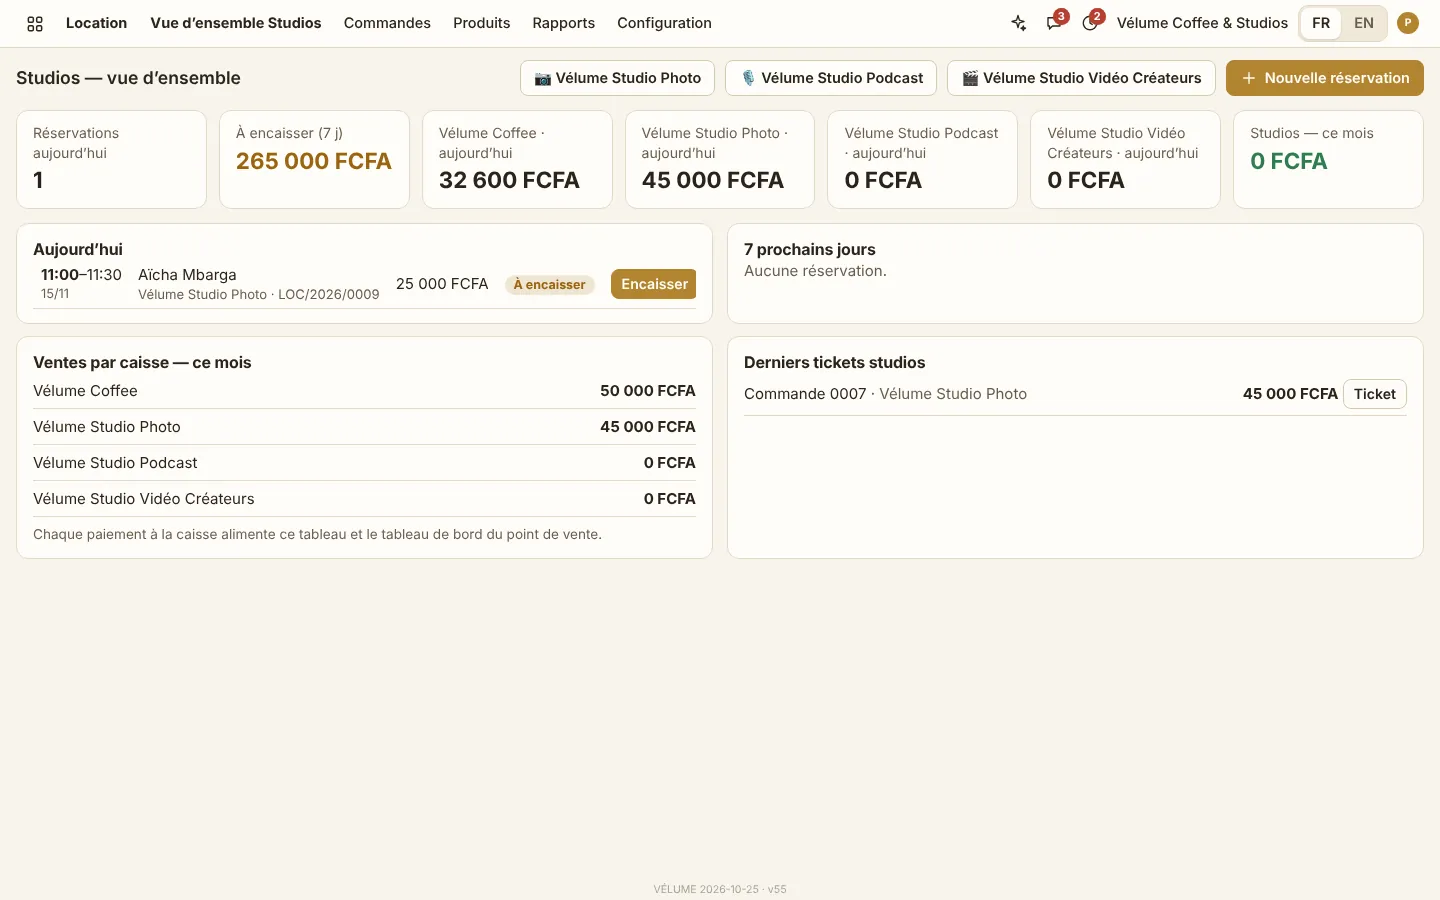 Location Vue d’ensemble Studios Commandes Produits Rapports Configuration 3 2 Vélume Coffee & Studios FR EN P
Studios — vue d’ensemble Vélume Studio Photo Vélume Studio Podcast Vélume Studio Vidéo Créateurs + Nouvelle réservation
Réservations
aujourd’hui
1
À encaisser (7 j)
265 000 FCFA
Vélume Coffee ·
aujourd’hui
32 600 FCFA
Vélume Studio Photo ·
aujourd’hui
45 000 FCFA
Vélume Studio Podcast
· aujourd’hui
0 FCFA
Vélume Studio Vidéo
Créateurs · aujourd’hui
0 FCFA
Studios — ce mois
0 FCFA
Aujourd’hui
11:00–11:30
15/11
Aïcha Mbarga
Vélume Studio Photo · LOC/2026/0009
25 000 FCFA À encaisser Encaisser
7 prochains jours
Aucune réservation.
Ventes par caisse — ce mois
Vélume Coffee 50 000 FCFA
Vélume Studio Photo 45 000 FCFA
Vélume Studio Podcast 0 FCFA
Vélume Studio Vidéo Créateurs 0 FCFA
Chaque paiement à la caisse alimente ce tableau et le tableau de bord du point de vente.
Derniers tickets studios
Commande 0007 · Vélume Studio Photo 45 000 FCFA Ticket
VÉLUME 2026-10-25 · v55